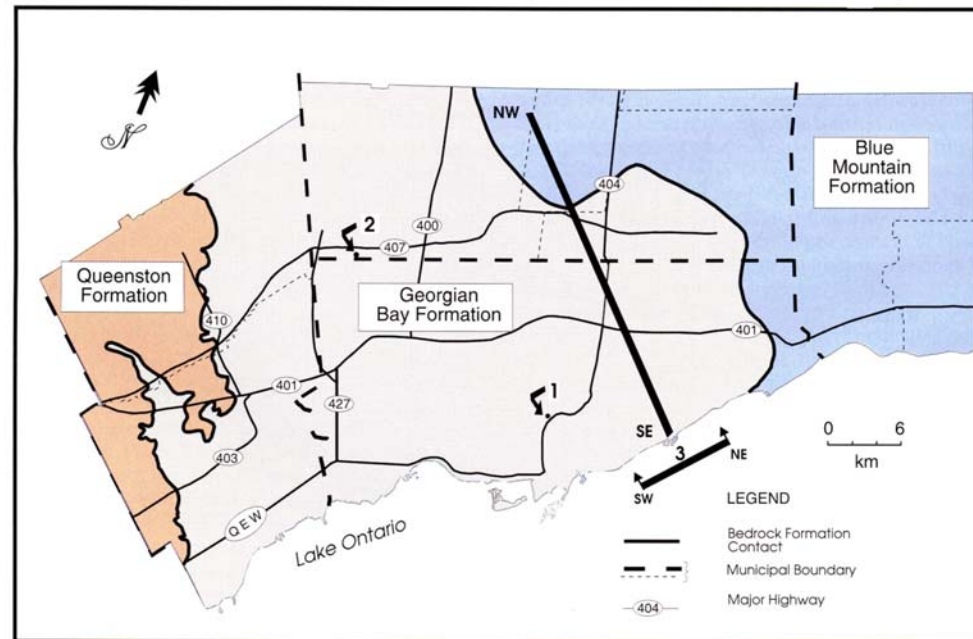 N
NW
404
Blue
Mountain
Formation
2
400
407
Queenston
Formation
Georgian
Bay Formation
410
401
401
427
1
403
SE
3
NE
SW
0 6
km
QEW
Lake Ontario
LEGEND
Bedrock Formation
Contact
Municipal Boundary
404
Major Highway